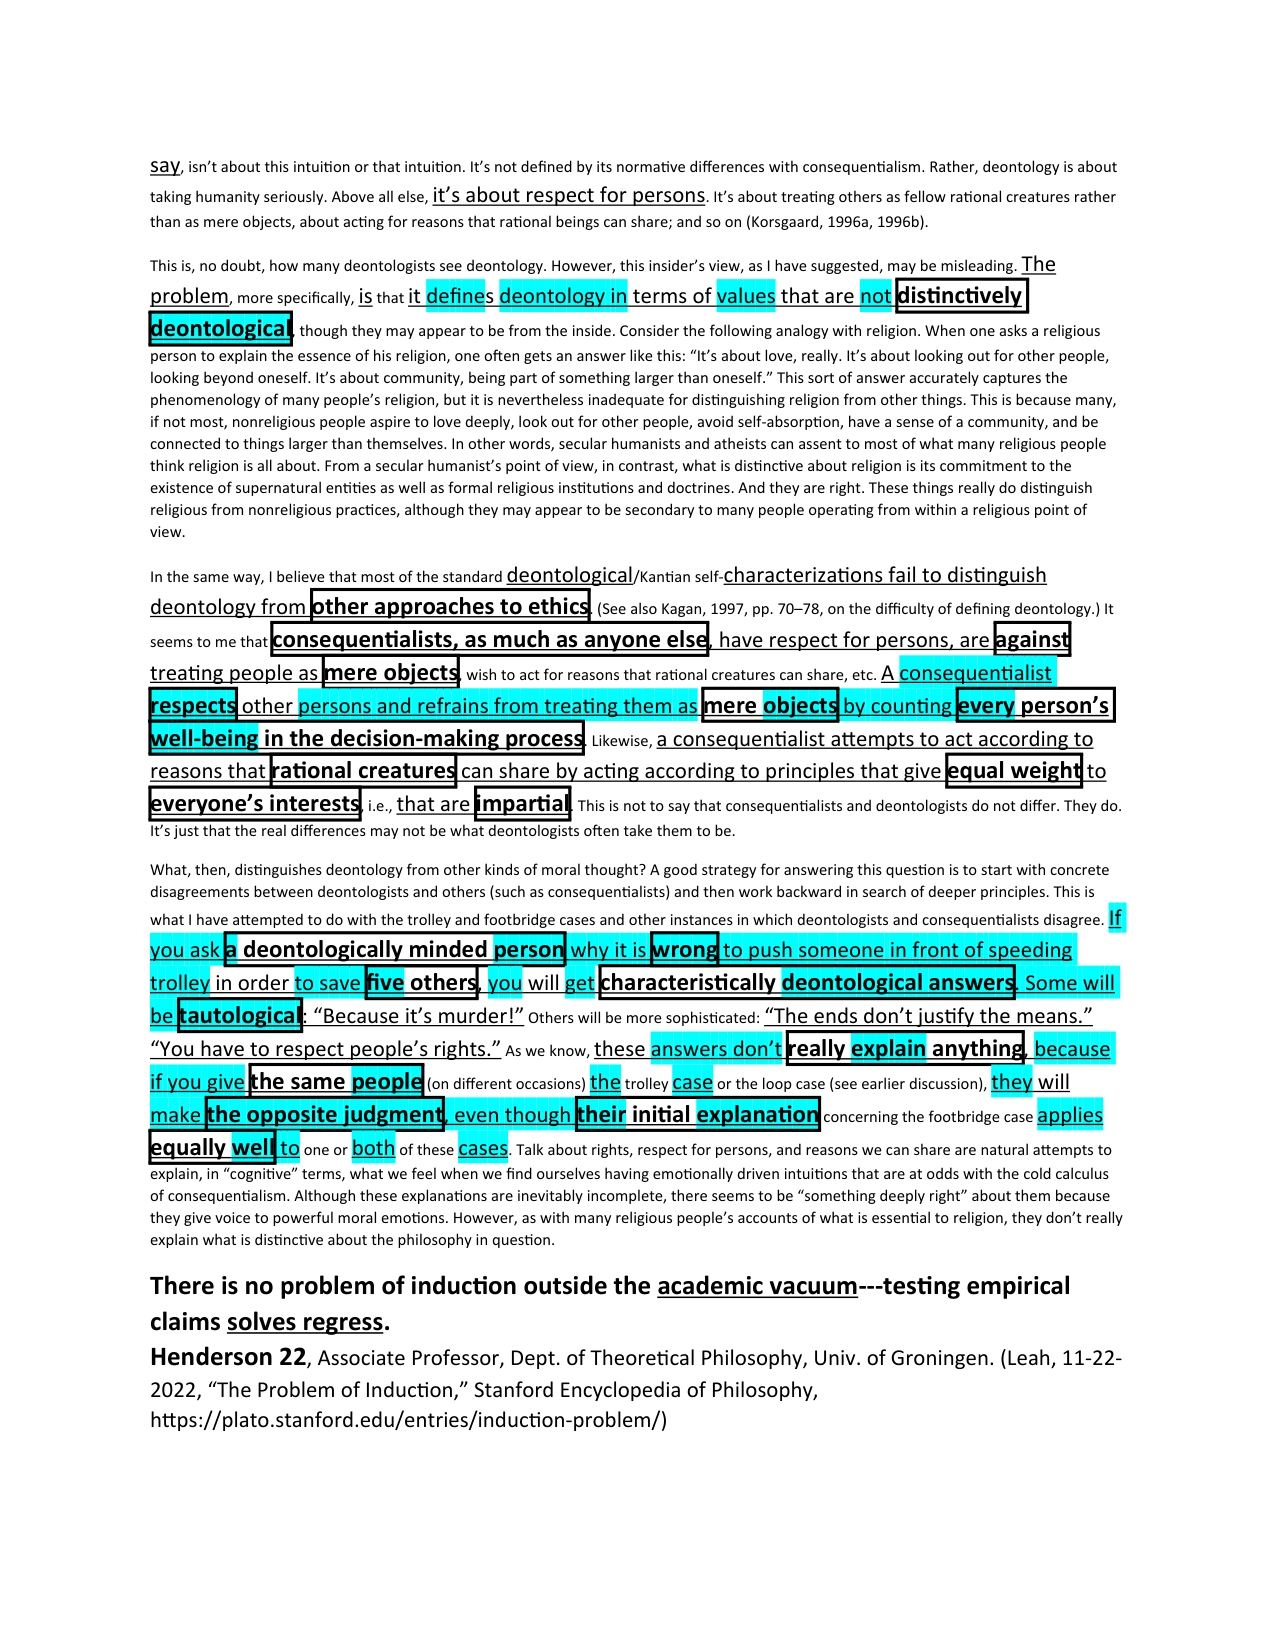 say, isn’t about this intuition or that intuition. It’s not defined by its normative differences with consequentialism. Rather, deontology is about
taking humanity seriously. Above all else, it’s about respect for persons. It’s about treating others as fellow rational creatures rather
than as mere objects, about acting for reasons that rational beings can share; and so on (Korsgaard, 1996a, 1996b).
This is, no doubt, how many deontologists see deontology. However, this insider’s view, as I have suggested, may be misleading. The
problem, more specifically, is that it defines deontology in terms of values that are not distinctively
deontological, though they may appear to be from the inside. Consider the following analogy with religion. When one asks a religious
person to explain the essence of his religion, one often gets an answer like this: “It’s about love, really. It’s about looking out for other people,
looking beyond oneself. It’s about community, being part of something larger than oneself.” This sort of answer accurately captures the
phenomenology of many people’s religion, but it is nevertheless inadequate for distinguishing religion from other things. This is because many,
if not most, nonreligious people aspire to love deeply, look out for other people, avoid self-absorption, have a sense of a community, and be
connected to things larger than themselves. In other words, secular humanists and atheists can assent to most of what many religious people
think religion is all about. From a secular humanist’s point of view, in contrast, what is distinctive about religion is its commitment to the
existence of supernatural entities as well as formal religious institutions and doctrines. And they are right. These things really do distinguish
religious from nonreligious practices, although they may appear to be secondary to many people operating from within a religious point of
view.
In the same way, I believe that most of the standard deontological/Kantian self-characterizations fail to distinguish
deontology from other approaches to ethics. (See also Kagan, 1997, pp. 70–78, on the difficulty of defining deontology.) It
seems to me that consequentialists, as much as anyone else, have respect for persons, are against
treating people as mere objects, wish to act for reasons that rational creatures can share, etc. A consequentialist
respects other persons and refrains from treating them as mere objects by counting every person’s
well-being in the decision-making process. Likewise, a consequentialist attempts to act according to
reasons that rational creatures can share by acting according to principles that give equal weight to
everyone’s interests, i.e., that are impartial. This is not to say that consequentialists and deontologists do not differ. They do.
It’s just that the real differences may not be what deontologists often take them to be.
What, then, distinguishes deontology from other kinds of moral thought? A good strategy for answering this question is to start with concrete
disagreements between deontologists and others (such as consequentialists) and then work backward in search of deeper principles. This is
what I have attempted to do with the trolley and footbridge cases and other instances in which deontologists and consequentialists disagree. If
you ask a deontologically minded person why it is wrong to push someone in front of speeding
trolley in order to save five others, you will get characteristically deontological answers. Some will
be tautological: “Because it’s murder!” Others will be more sophisticated: “The ends don’t justify the means.”
“You have to respect people’s rights.” As we know, these answers don’t really explain anything, because
if you give the same people (on different occasions) the trolley case or the loop case (see earlier discussion), they will
make the opposite judgment, even though their initial explanation concerning the footbridge case applies
equally well to one or both of these cases. Talk about rights, respect for persons, and reasons we can share are natural attempts to
explain, in “cognitive” terms, what we feel when we find ourselves having emotionally driven intuitions that are at odds with the cold calculus
of consequentialism. Although these explanations are inevitably incomplete, there seems to be “something deeply right” about them because
they give voice to powerful moral emotions. However, as with many religious people’s accounts of what is essential to religion, they don’t really
explain what is distinctive about the philosophy in question.
There is no problem of induction outside the academic vacuum---testing empirical
claims solves regress.
Henderson 22, Associate Professor, Dept. of Theoretical Philosophy, Univ. of Groningen. (Leah, 11-22-
2022, “The Problem of Induction,” Stanford Encyclopedia of Philosophy,
https://plato.stanford.edu/entries/induction-problem/)